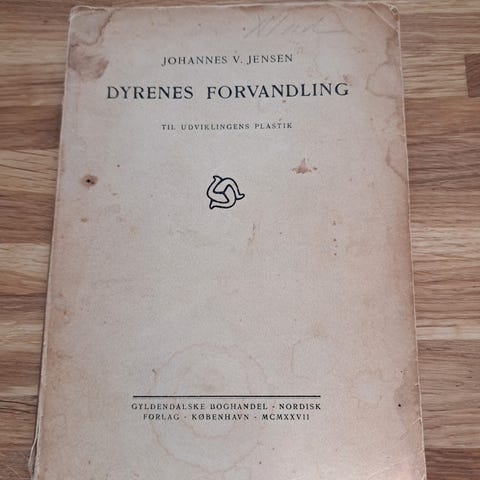 JOHANNES V. JENSEN
DYRENES FORVANDLING
TIL UDVIKLINGENS PLASTIK
GYLDENDALSKE BOGHANDEL - NORDISK
FORLAG - KØBENHAVN - MCMXXVII